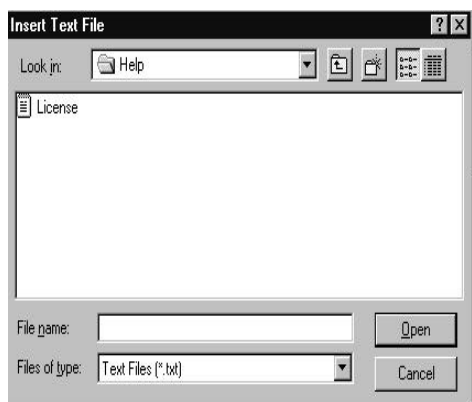 Insert Text File
Look in: Help
License
File name: Open
Files of type: Text Files (*.txt) Cancel